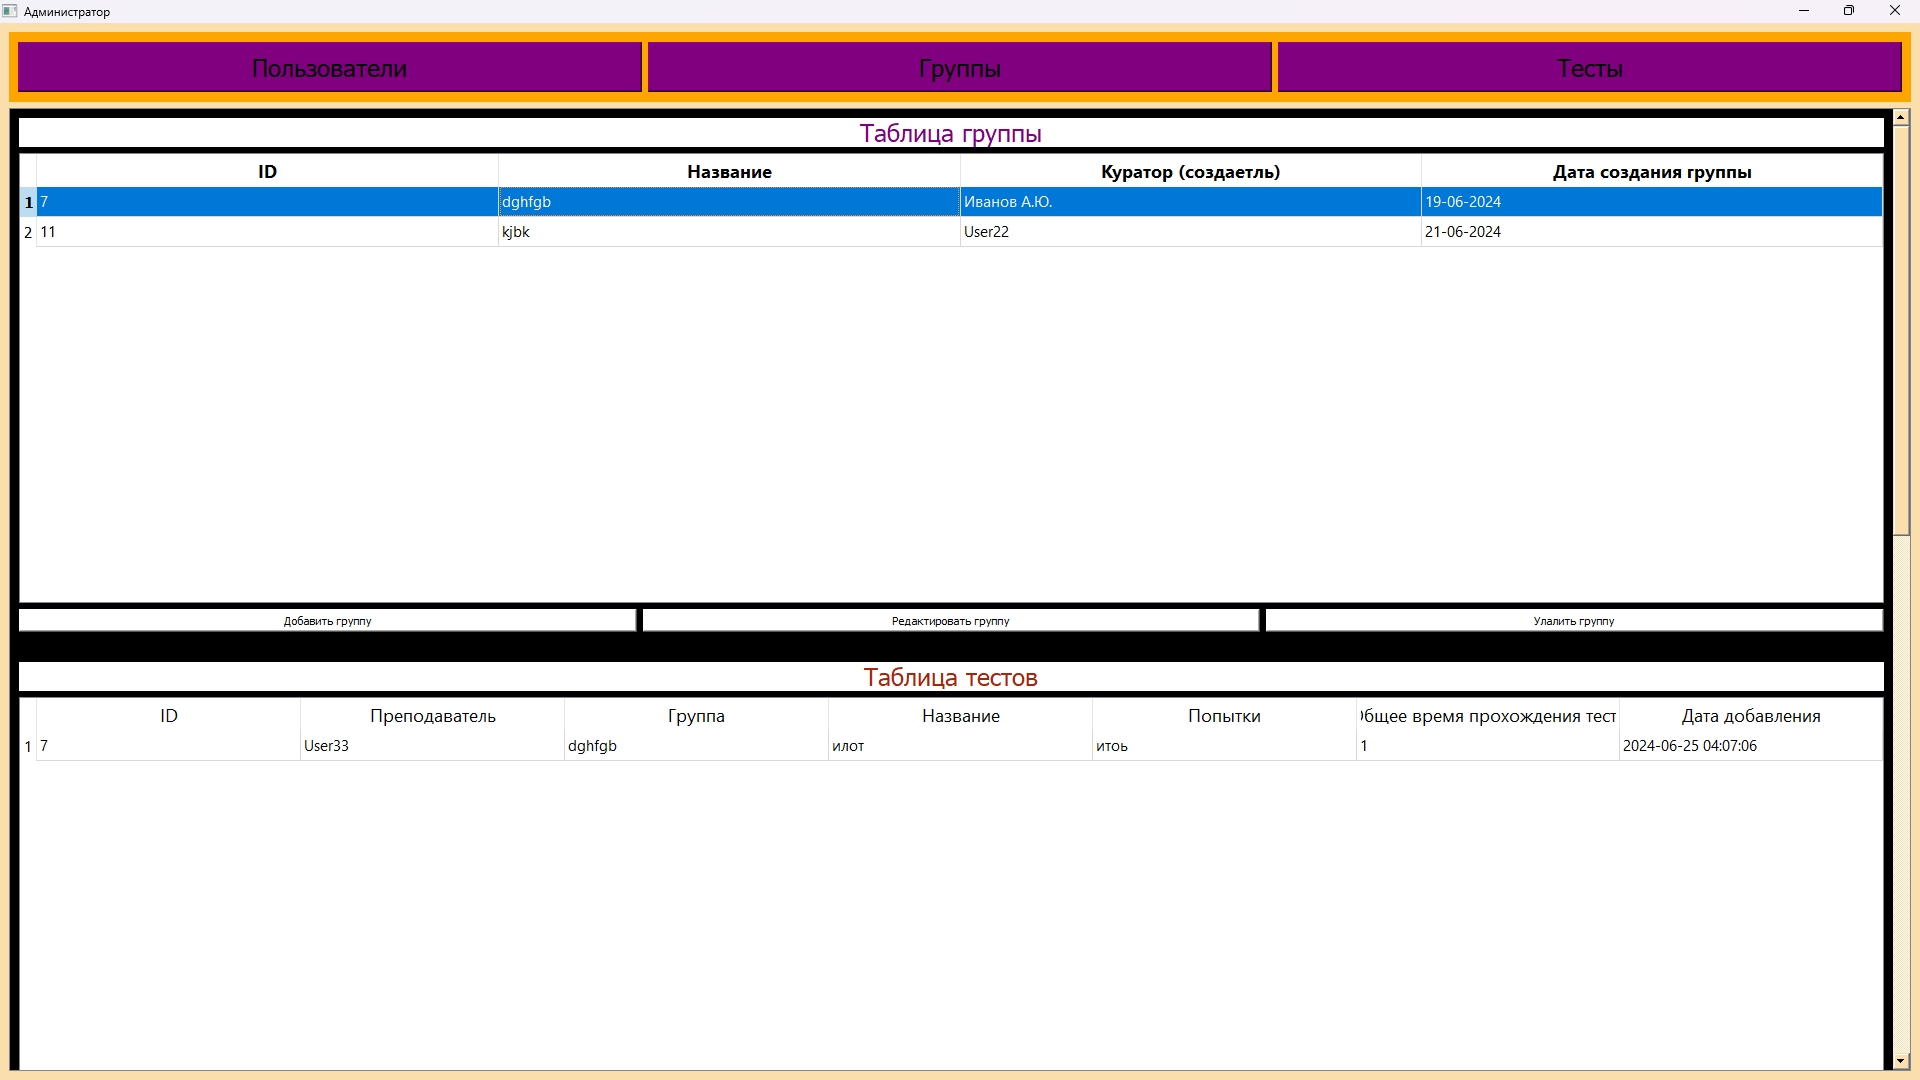 Администратор
Пользователи Группы Тесты
Таблица группы
ID Название Куратор (создаетль) Дата создания группы
1 7 dghfgb Иванов А.Ю. 19-06-2024
2 11 kjbk User22 21-06-2024
Добавить группу Редактировать группу Улалить группу
Таблица тестов
ID Преподаватель Группа Название Попытки Общее время прохождения тест Дата добавления
1 7 User33 dghfgb илот итоь 1 2024-06-25 04:07:06